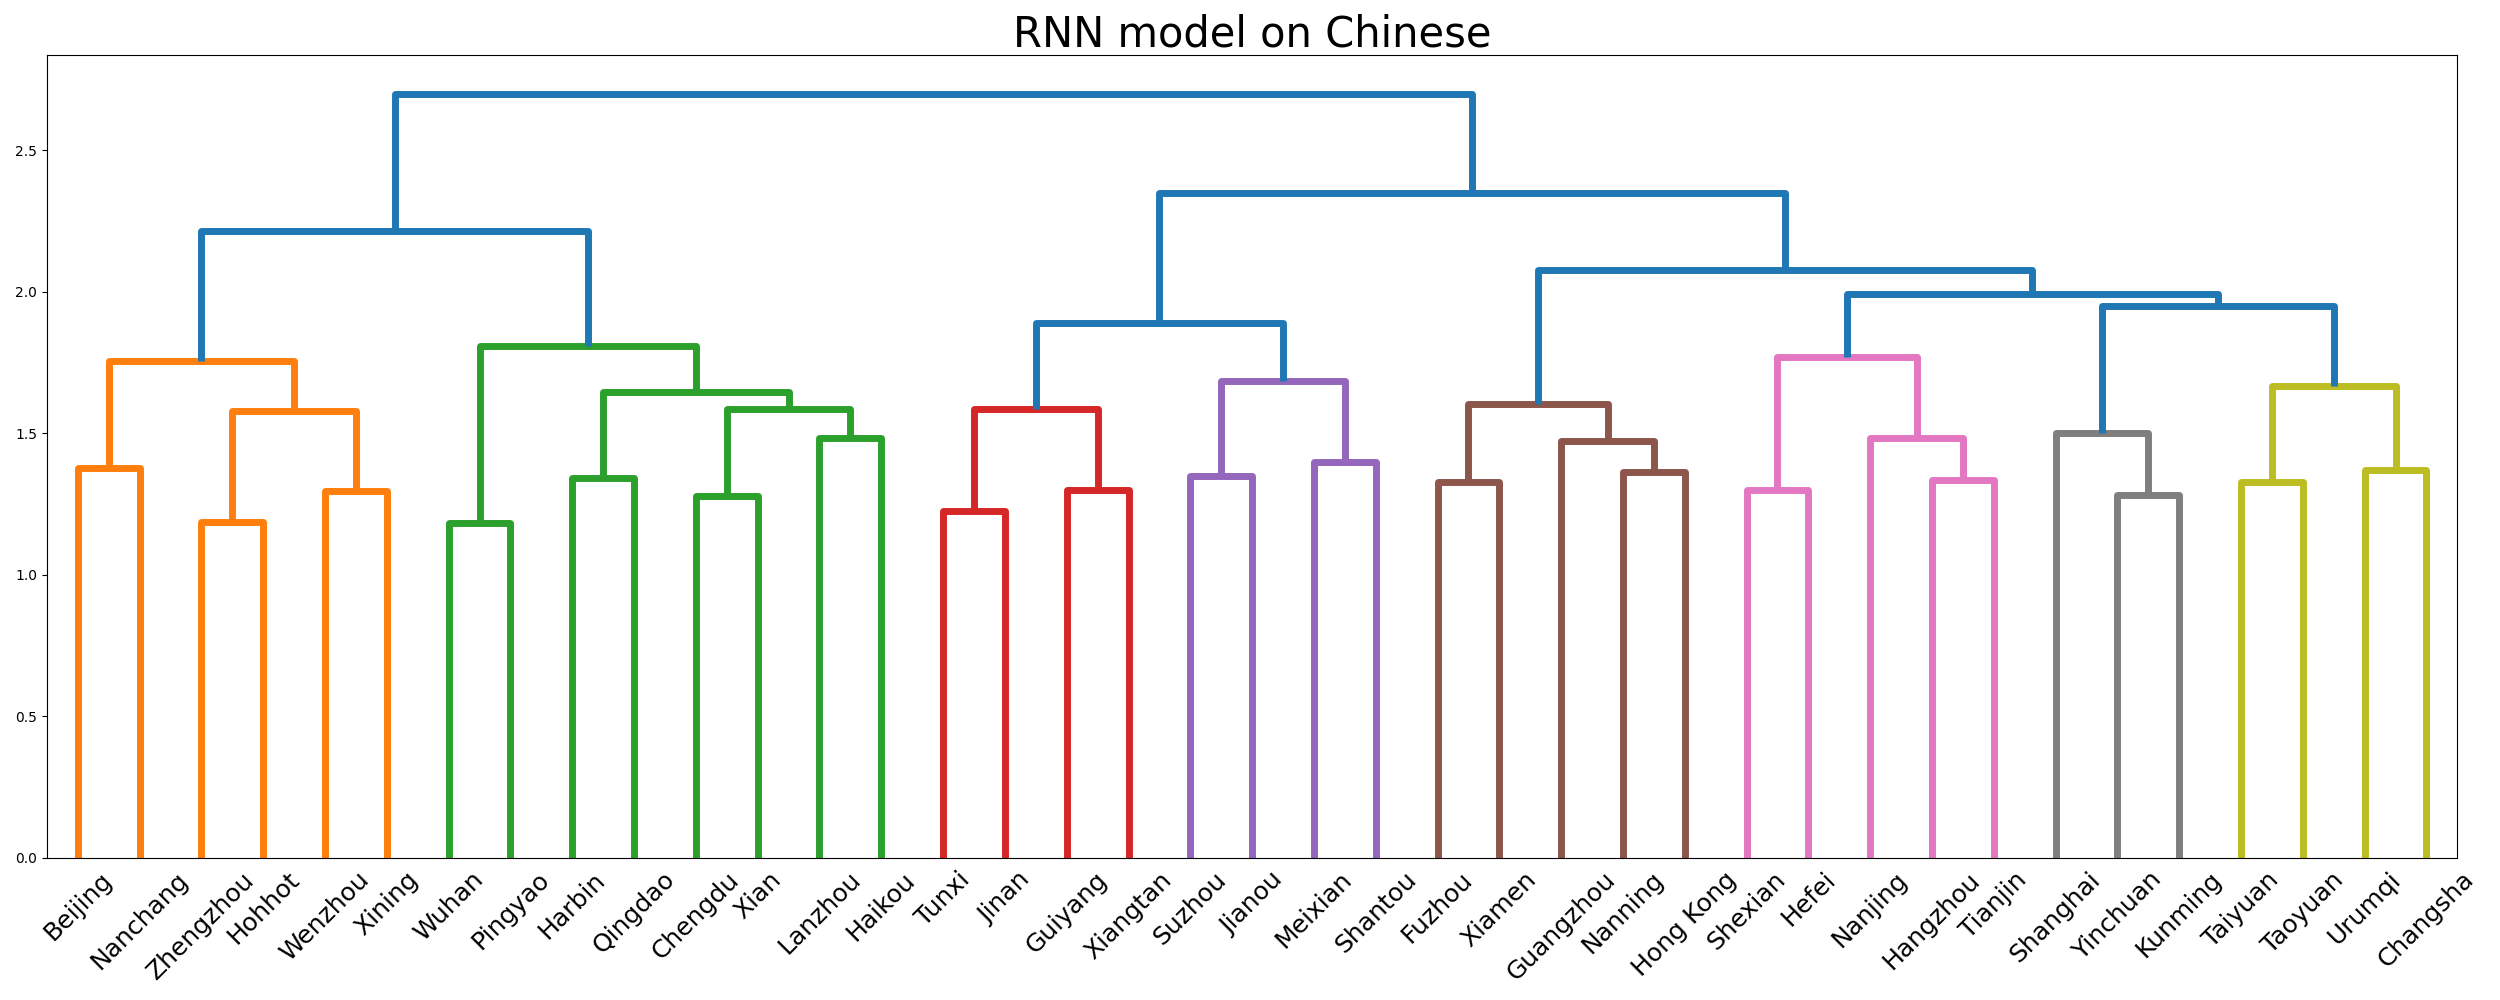 RNN model on Chinese
2.5
2.0
1.5
1.0
0.5
0.0
Beijing
Nanchang
Zhengzhou
Hohhot
Wenzhou
Xining
Wuhan
Pingyao
Harbin
Qingdao
Chengdu
Xian
Lanzhou
Haikou
Tunxi
Jinan
Guiyang
Xiangtan
Suzhou
Jianou
Meixian
Shantou
Fuzhou
Xiamen
Guangzhou
Nanning
Hong Kong
Shexian
Hefei
Nanjing
Hangzhou
Tianjin
Shanghai
Yinchuan
Kunming
Taiyuan
Taoyuan
Urumqi
Changsha